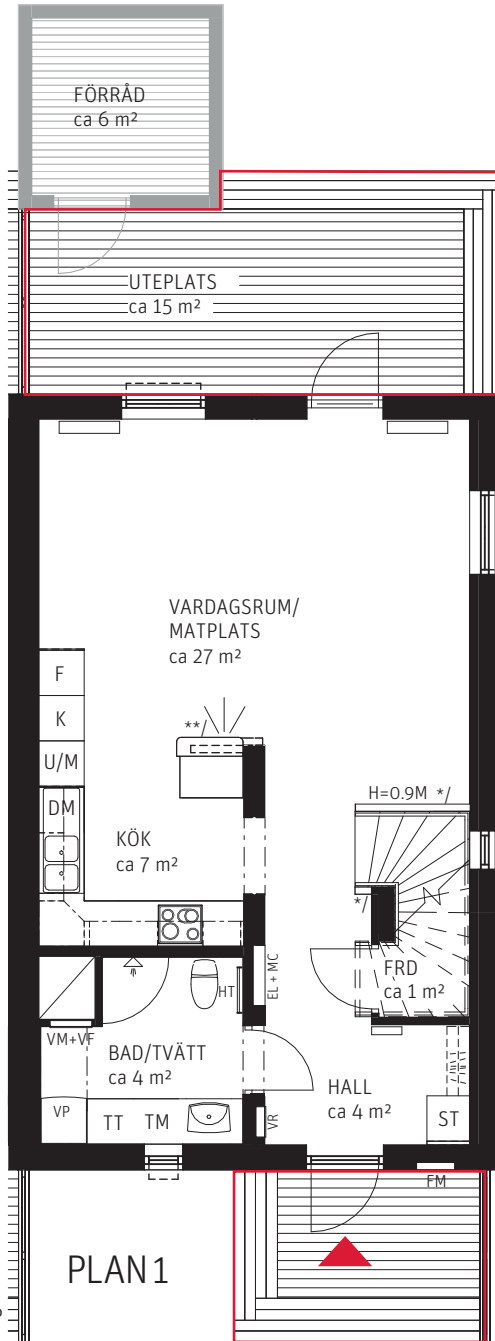 FÖRRÅD
ca 6 m²
UTEPLATS
ca 15 m²
VARDAGSRUM/
MATPLATS
ca 27 m²
F
K
**/
U/M
H=0.9M */
DM
KÖK
ca 7 m²
*/
EL + MC
FRD
ca 1 m²
HT
VM+VF
BAD/TVÄTT
ca 4 m²
HALL
ca 4 m²
VP
TT TM
VR
ST
FM
PLAN 1